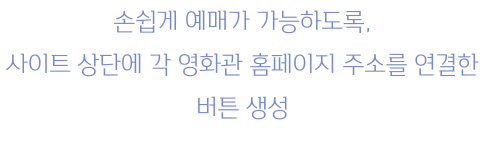 손쉽게 예매가 가능하도록,
사이트 상단에 각 영화관 홈페이지 주소를 연결한
버튼 생성